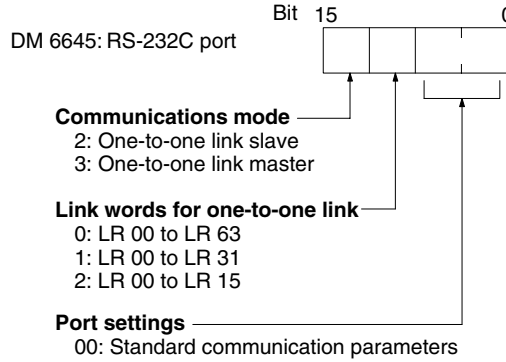 Bit 15 0
DM 6645: RS-232C port
Communications mode
2: One-to-one link slave
3: One-to-one link master
Link words for one-to-one link
0: LR 00 to LR 63
1: LR 00 to LR 31
2: LR 00 to LR 15
Port settings
00: Standard communication parameters